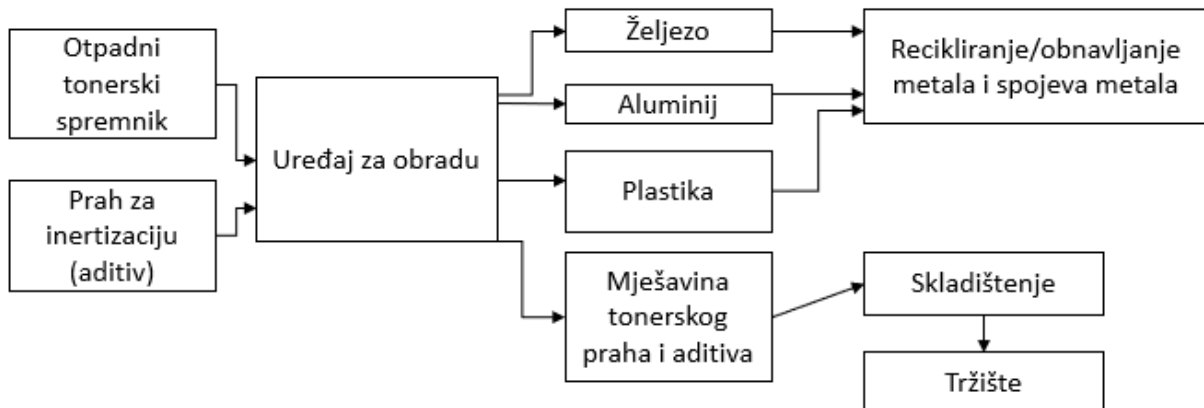 Otpadni
tonerski
spremnik
Prah za
inertizaciju
(aditiv)
Uređaj za obradu
Željezo
Aluminij
Plastika
Mješavina
tonerskog
praha i aditiva
Recikliranje/obnavljanje
metala i spojeva metala
Skladištenje
Tržište